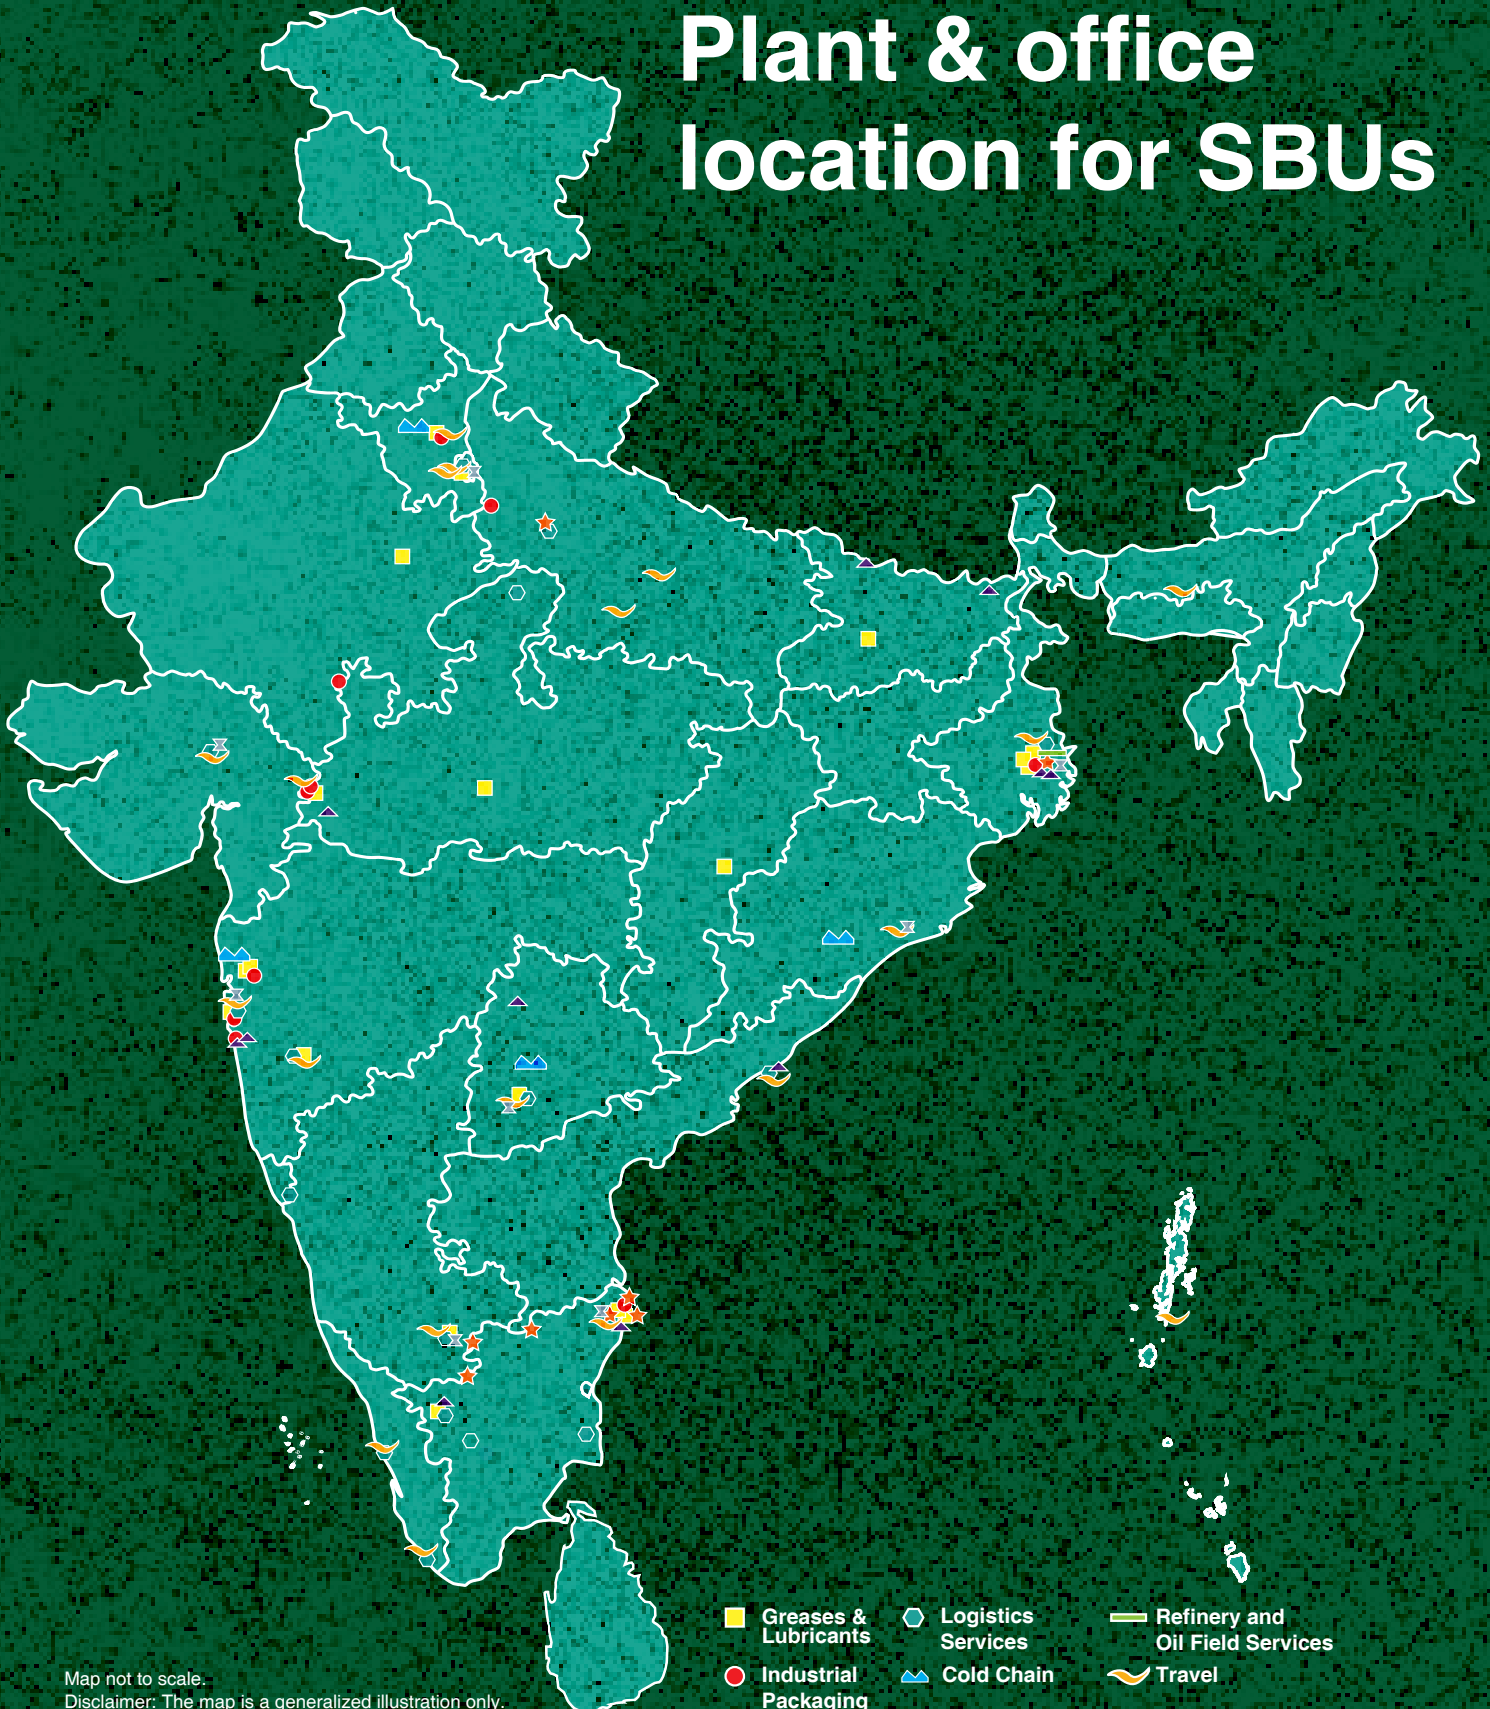 Plant & office
location for SBUs
Greases &
Lubricants
Logistics
Services
Refinery and
Oil Field Services
Industrial
Packaging
Cold Chain
Travel
Map not to scale.
Disclaimer: The map is a generalized illustration only.